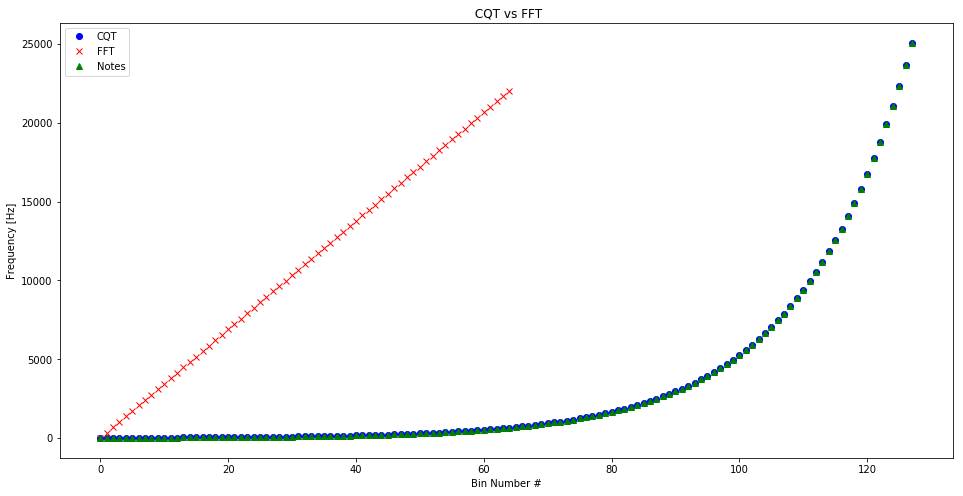 CQT vs FFT
CQT
FFT
Notes
Frequency [Hz]
25000
20000
15000
10000
5000
0
0 20 40 60 80 100 120
Bin Number #